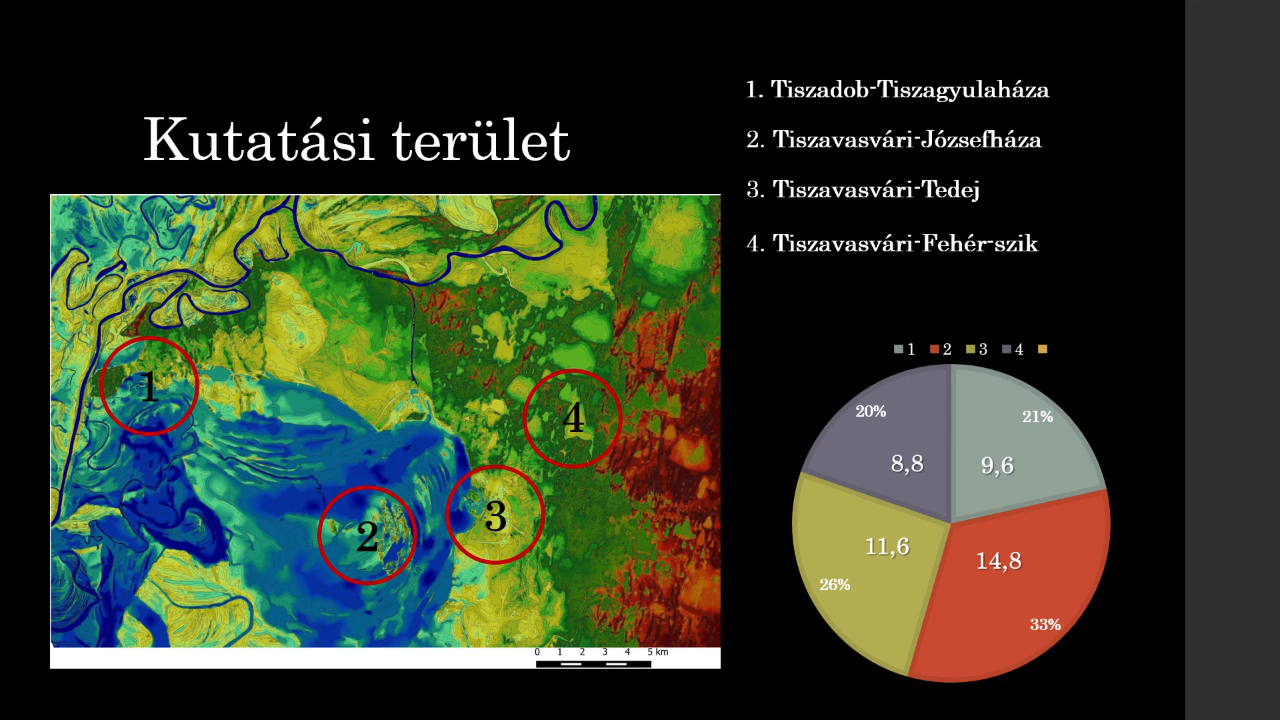 Kutatási terület
1. Tiszadob-Tiszagyulaháza
2. Tiszavasvári-Józsefháza
3. Tiszavasvári-Tedej
4. Tiszavasvári-Fehér-szik
1
2
3
4
0 1 2 3 4 5 km
1 2 3 4
20%
21%
8,8
9,6
11,6
14,8
26%
33%